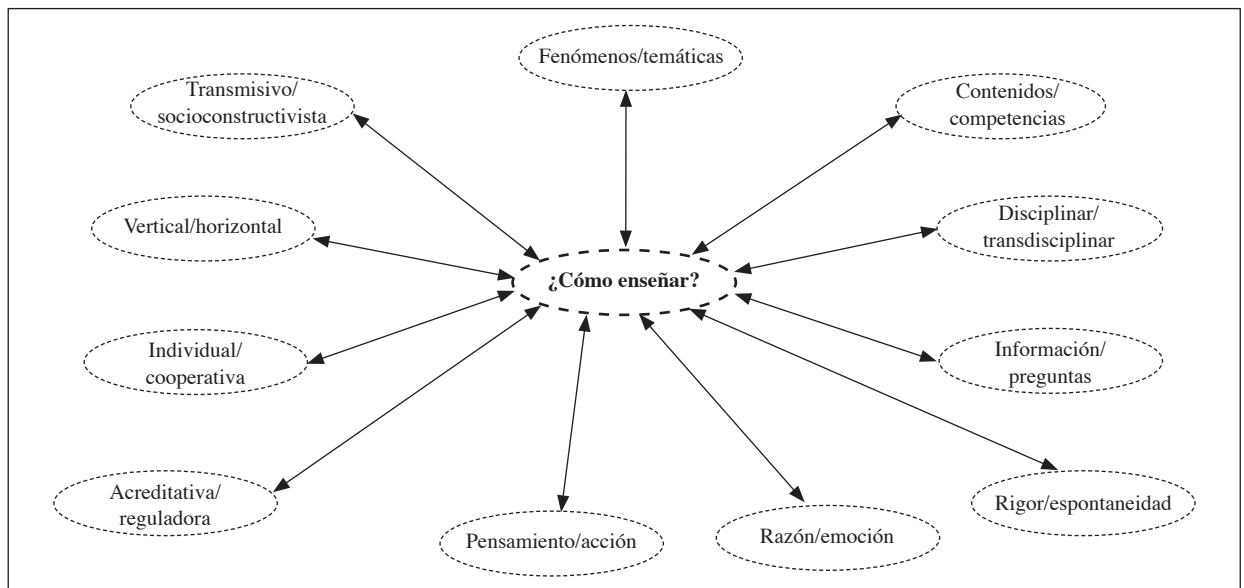 Fenómenos/temáticas
Transmisivo/
socioconstructivista
Contenidos/
competencias
Vertical/horizontal
Disciplinar/
transdisciplinar
¿Cómo enseñar?
Individual/
cooperativa
Información/
preguntas
Acreditativa/
reguladora
Pensamiento/acción
Razón/emoción
Rigor/espontaneidad